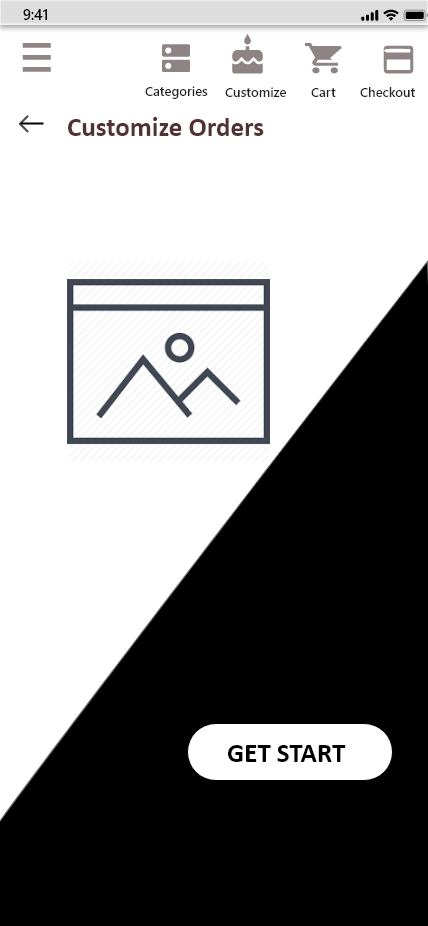 9:41
Categories Customize Cart Checkout
Customize Orders
GET START